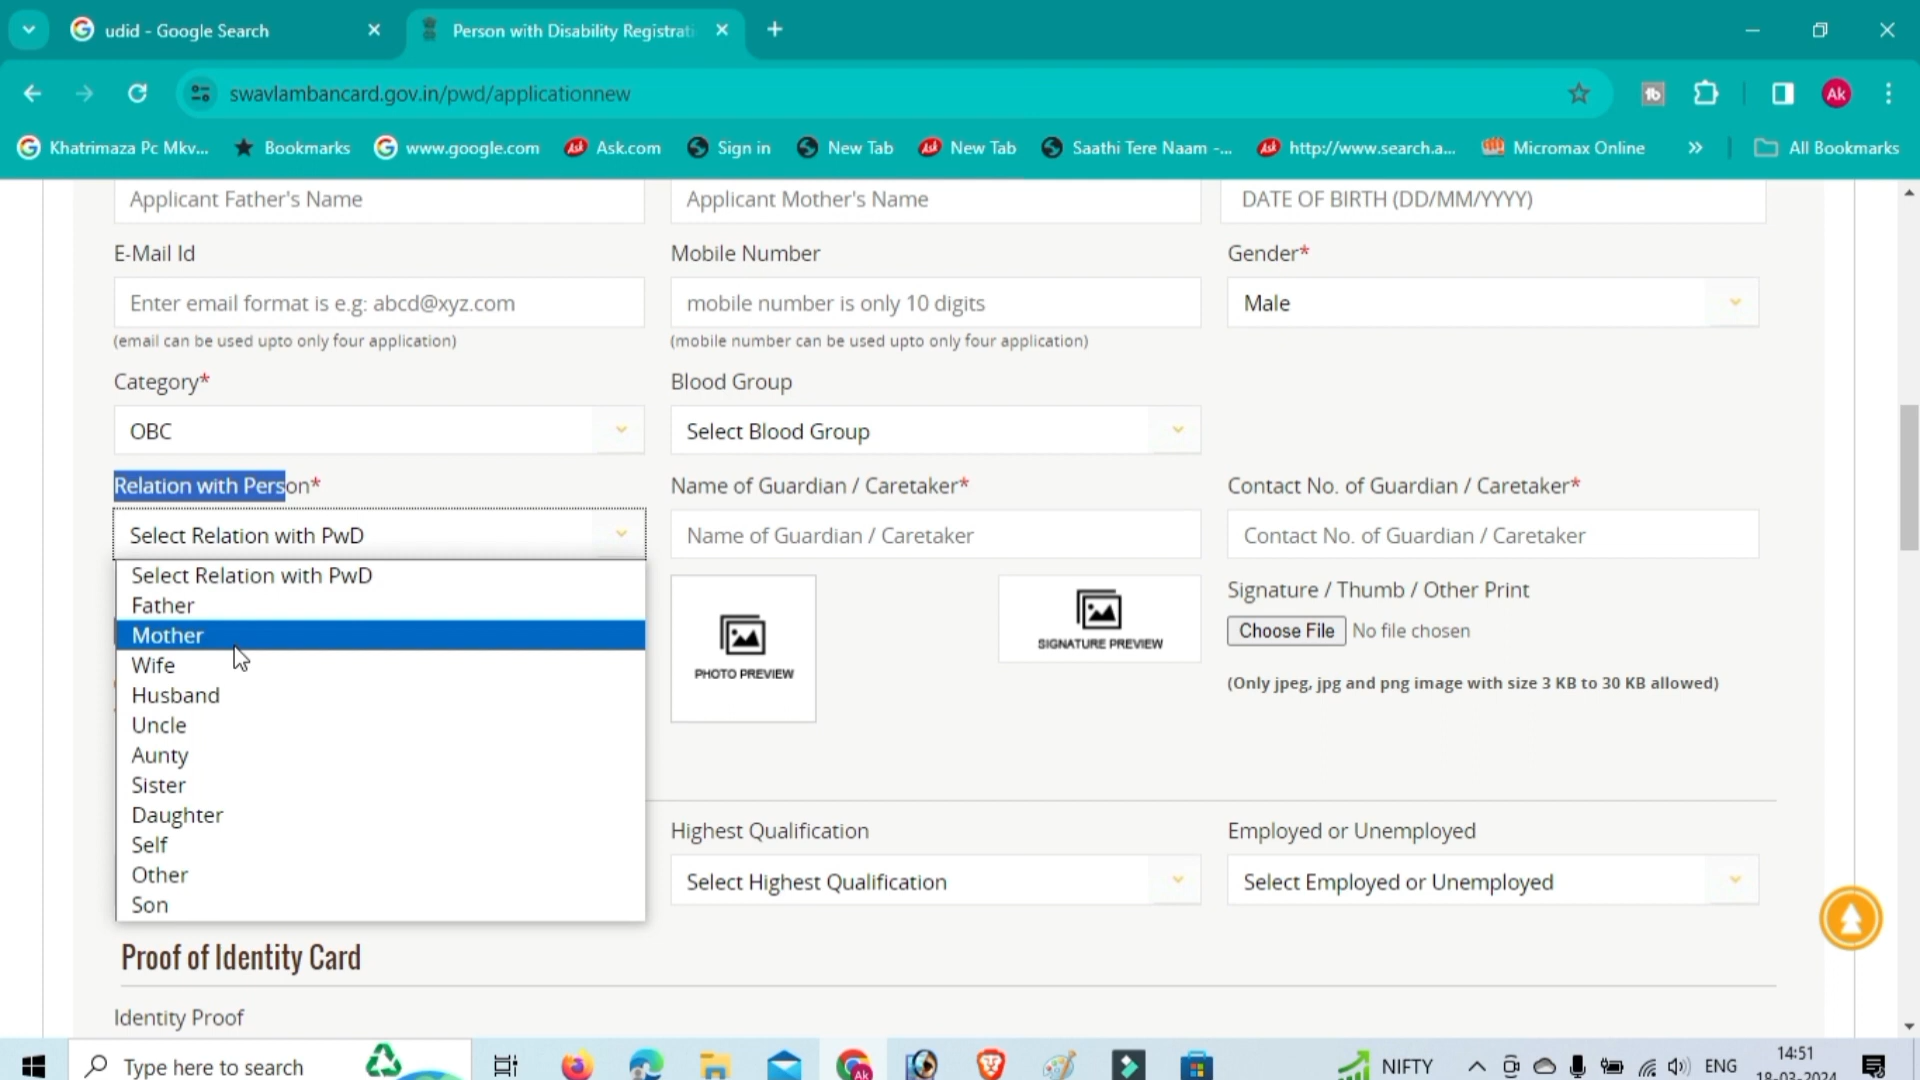 udid - Google Search
Person with Disability Registrati
swavlambancard.gov.in/pwd/applicationnew
Ak
Khatrimaza Pc Mkv...
Bookmarks
www.google.com
Ask.com
Sign in
New Tab
New Tab
Saathi Tere Naam -...
http://www.search.a...
Micromax Online
»
All Bookmarks
Applicant Father's Name
Applicant Mother's Name
DATE OF BIRTH (DD/MM/YYYY)
E-Mail Id
Mobile Number
Gender*
Enter email format is e.g: abcd@xyz.com
mobile number is only 10 digits
Male
(email can be used upto only four application)
(mobile number can be used upto only four application)
Category*
Blood Group
OBC
Select Blood Group
Relation with Person*
Name of Guardian / Caretaker*
Contact No. of Guardian / Caretaker*
Select Relation with PwD
Name of Guardian / Caretaker
Contact No. of Guardian / Caretaker
Select Relation with PwD
Father
Mother
Wife
Husband
Uncle
Aunty
Sister
Daughter
Self
Other
Son
PHOTO PREVIEW
SIGNATURE PREVIEW
Signature / Thumb / Other Print
Choose File No file chosen
(Only jpeg, jpg and png image with size 3 KB to 30 KB allowed)
Highest Qualification
Employed or Unemployed
Select Highest Qualification
Select Employed or Unemployed
Proof of Identity Card
Identity Proof
Type here to search
Ak
NIFTY
ENG
14:51
18-03-2024